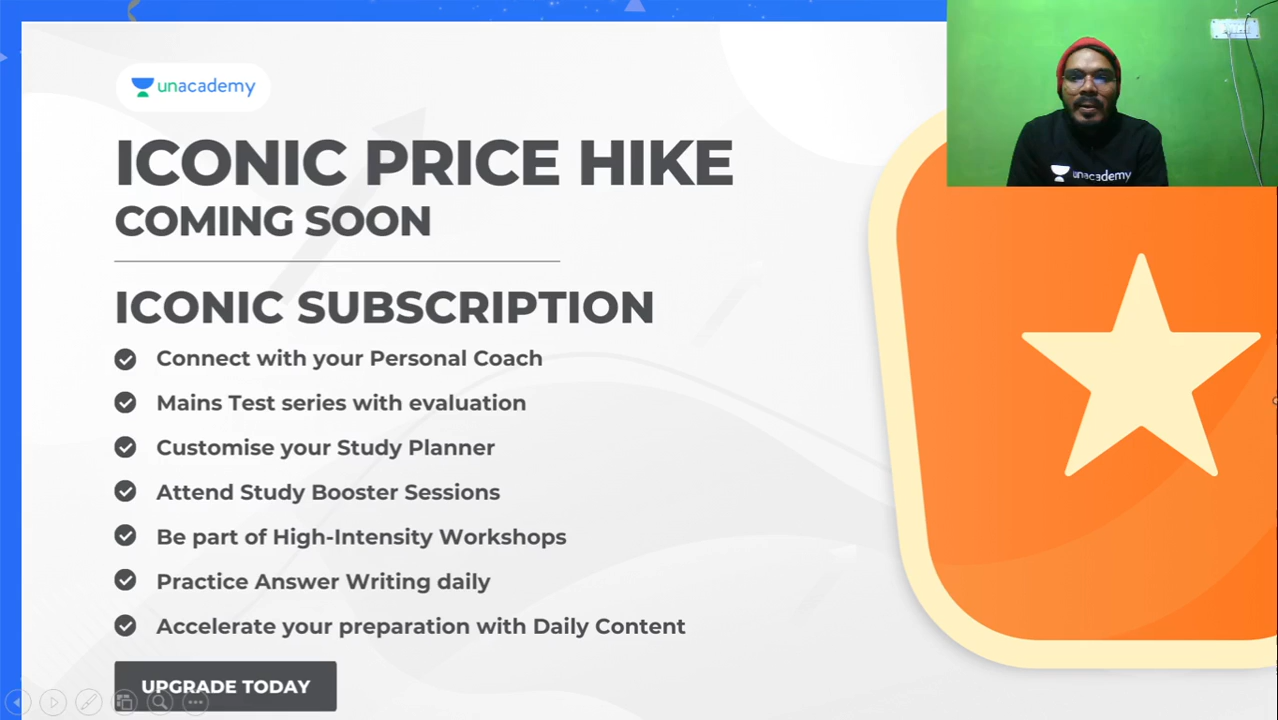 unacademy
ICONIC PRICE HIKE
COMING SOON
ICONIC SUBSCRIPTION
Connect with your Personal Coach
Mains Test series with evaluation
Customise your Study Planner
Attend Study Booster Sessions
Be part of High-Intensity Workshops
Practice Answer Writing daily
Accelerate your preparation with Daily Content
UPGRADE TODAY
unacademy